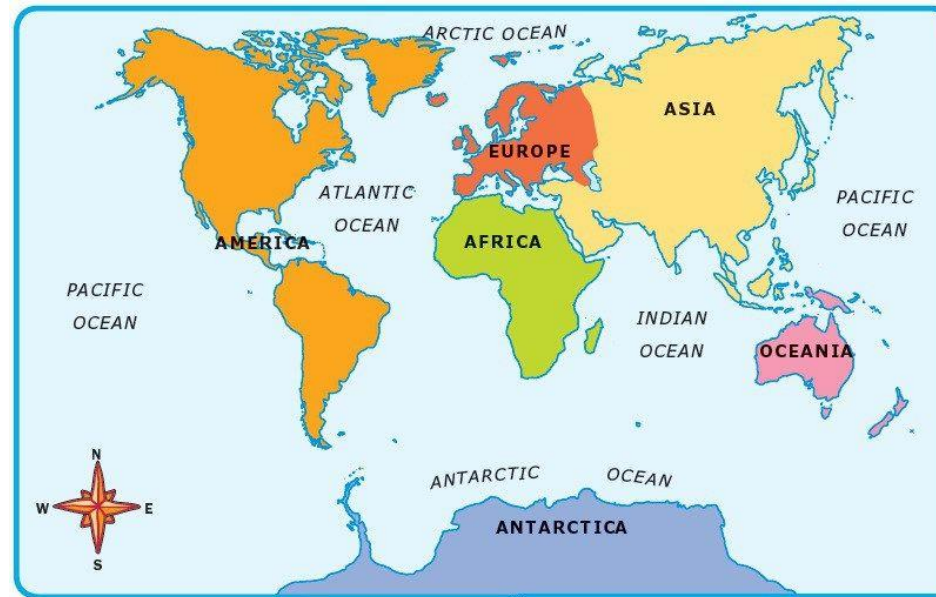 ARCTIC OCEAN
ASIA
EUROPE
ATLANTIC
OCEAN
PACIFIC
OCEAN
AMERICA
AFRICA
PACIFIC
OCEAN
INDIAN
OCEAN
OCEANIA
N
W E
S
ANTARCTIC OCEAN
ANTARCTICA